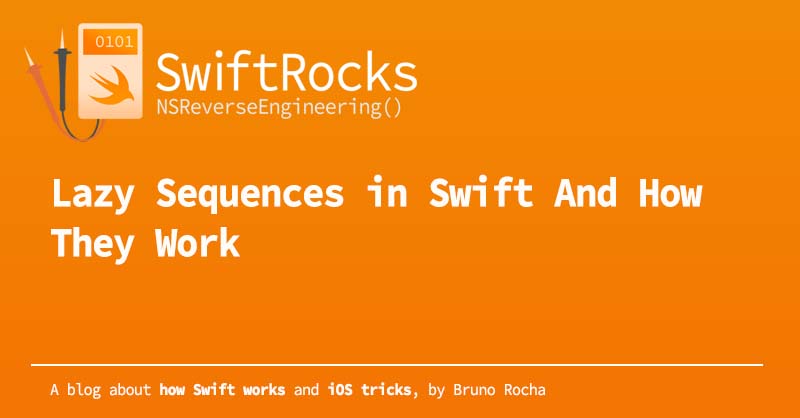 0101
SwiftRocks
NSReverseEngineering()
Lazy Sequences in Swift And How
They Work
A blog about how Swift works and iOS tricks, by Bruno Rocha